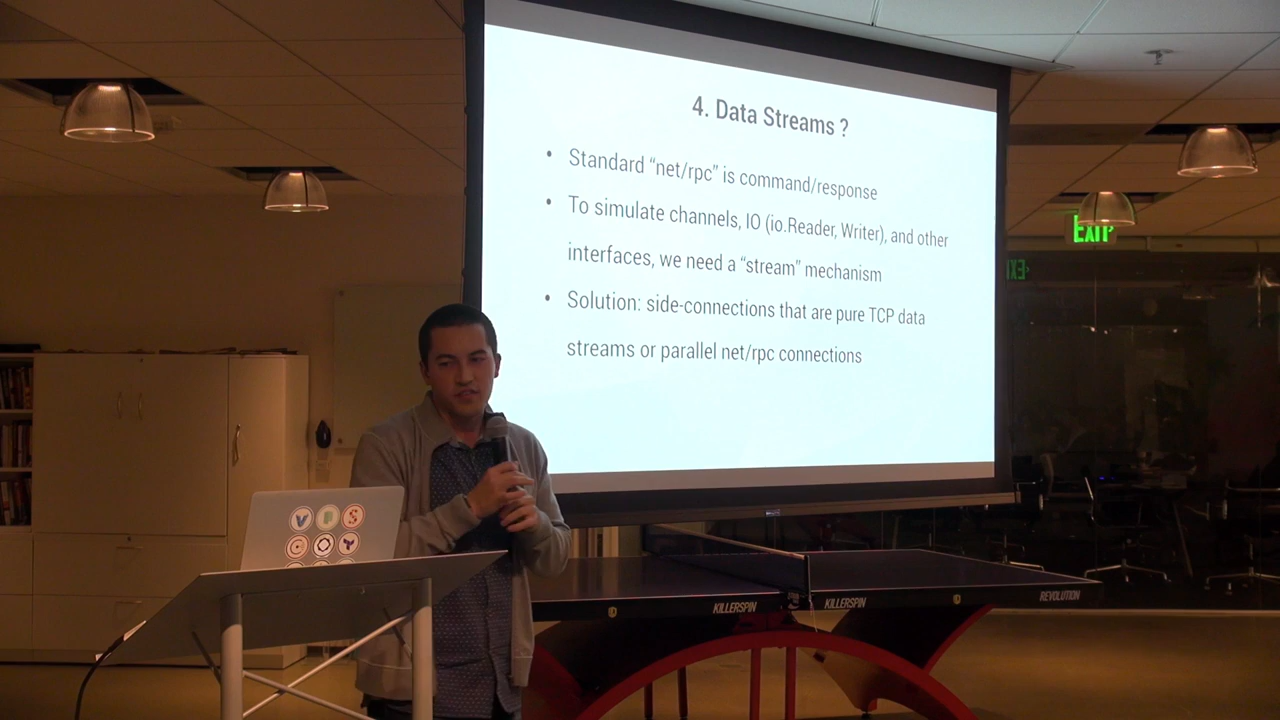 4. Data Streams ?
• Standard “net/rpc” is command/response
• To simulate channels, IO (io.Reader, Writer), and other
interfaces, we need a “stream” mechanism
• Solution: side-connections that are pure TCP data
streams or parallel net/rpc connections
EXIT
V P S
KILLERSPIN
KILLERSPIN
REVOLUTION